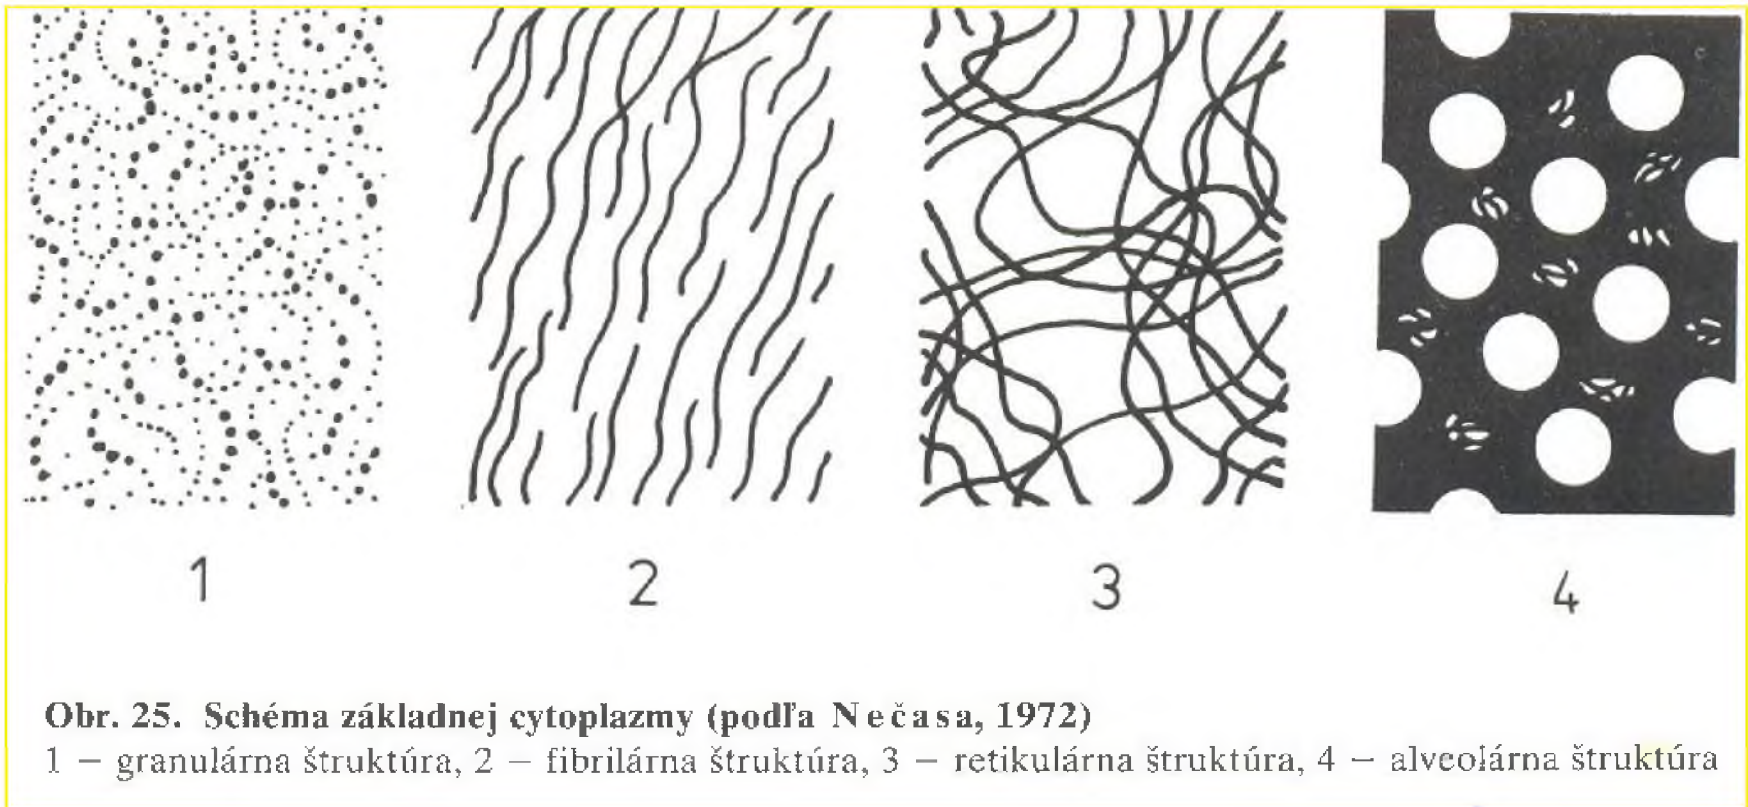 1 2 3 4
Obr. 25. Schéma základnej cytoplazmy (podľa Nečasa, 1972)
1 — granulárna štruktúra, 2 — fibrilárna štruktúra, 3 — retikulárna štruktúra, 4 — alveolárna štruktúra